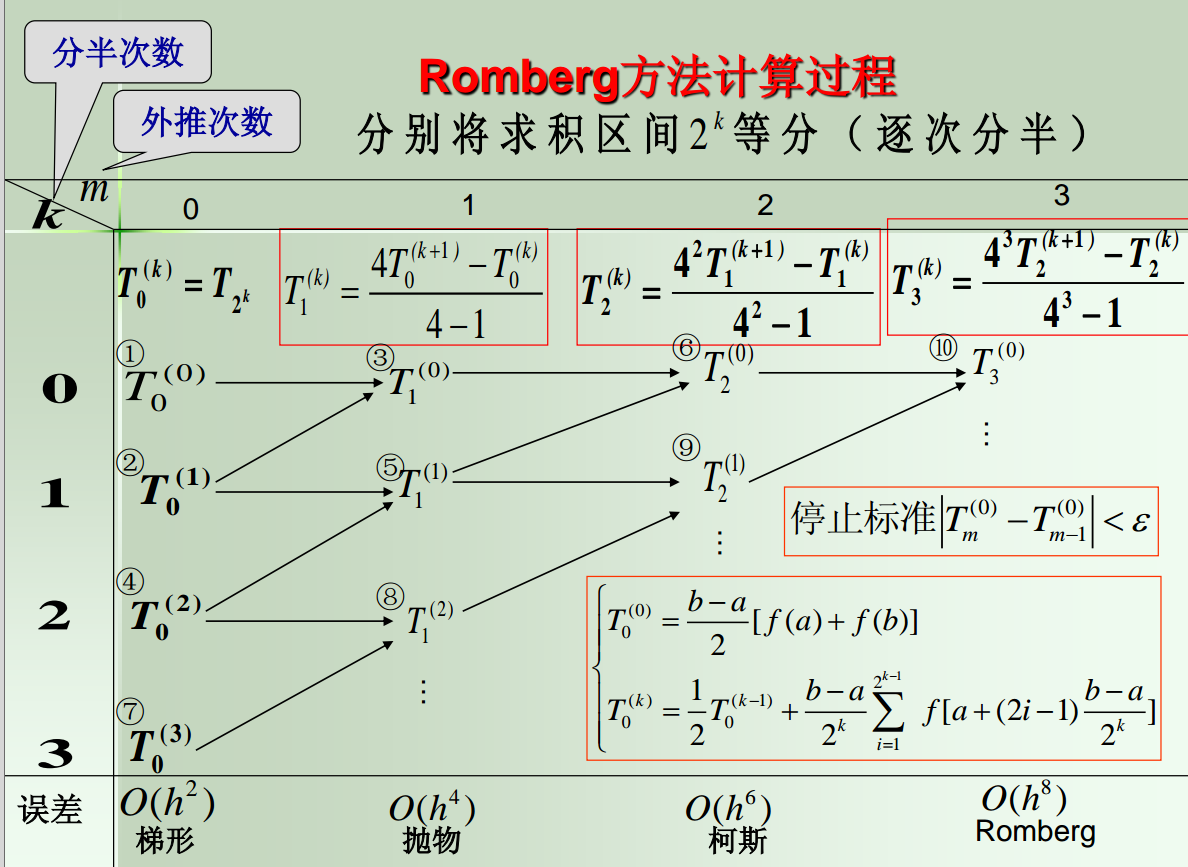 分半次数
外推次数
Romberg方法计算过程
分别将求积区间2^k等分（逐次分半）
m
k
0 1 2 3
T_0^{(k)} = T_{2^k}
T_1^{(k)} = \frac{4T_0^{(k+1)} - T_0^{(k)}}{4-1}
T_2^{(k)} = \frac{4^2T_1^{(k+1)} - T_1^{(k)}}{4^2-1}
T_3^{(k)} = \frac{4^3T_2^{(k+1)} - T_2^{(k)}}{4^3-1}
0 ① T_0^{(0)} ③ T_1^{(0)} ⑥ T_2^{(0)} ⑩ T_3^{(0)}
⋮
1 ② T_0^{(1)} ⑤ T_1^{(1)} ⑨ T_2^{(1)}
⋮
停止标准|T_m^{(0)} - T_{m-1}^{(0)}| < ε
2 ④ T_0^{(2)} ⑧ T_1^{(2)}
⋮
T_0^{(0)} = \frac{b-a}{2}[f(a)+f(b)]
T_0^{(k)} = \frac{1}{2}T_0^{(k-1)} + \frac{b-a}{2^k}\sum_{i=1}^{2^{k-1}} f[a+(2i-1)\frac{b-a}{2^k}]
3 ⑦ T_0^{(3)}
误差 O(h^2) O(h^4) O(h^6) O(h^8)
梯形 抛物 柯斯 Romberg